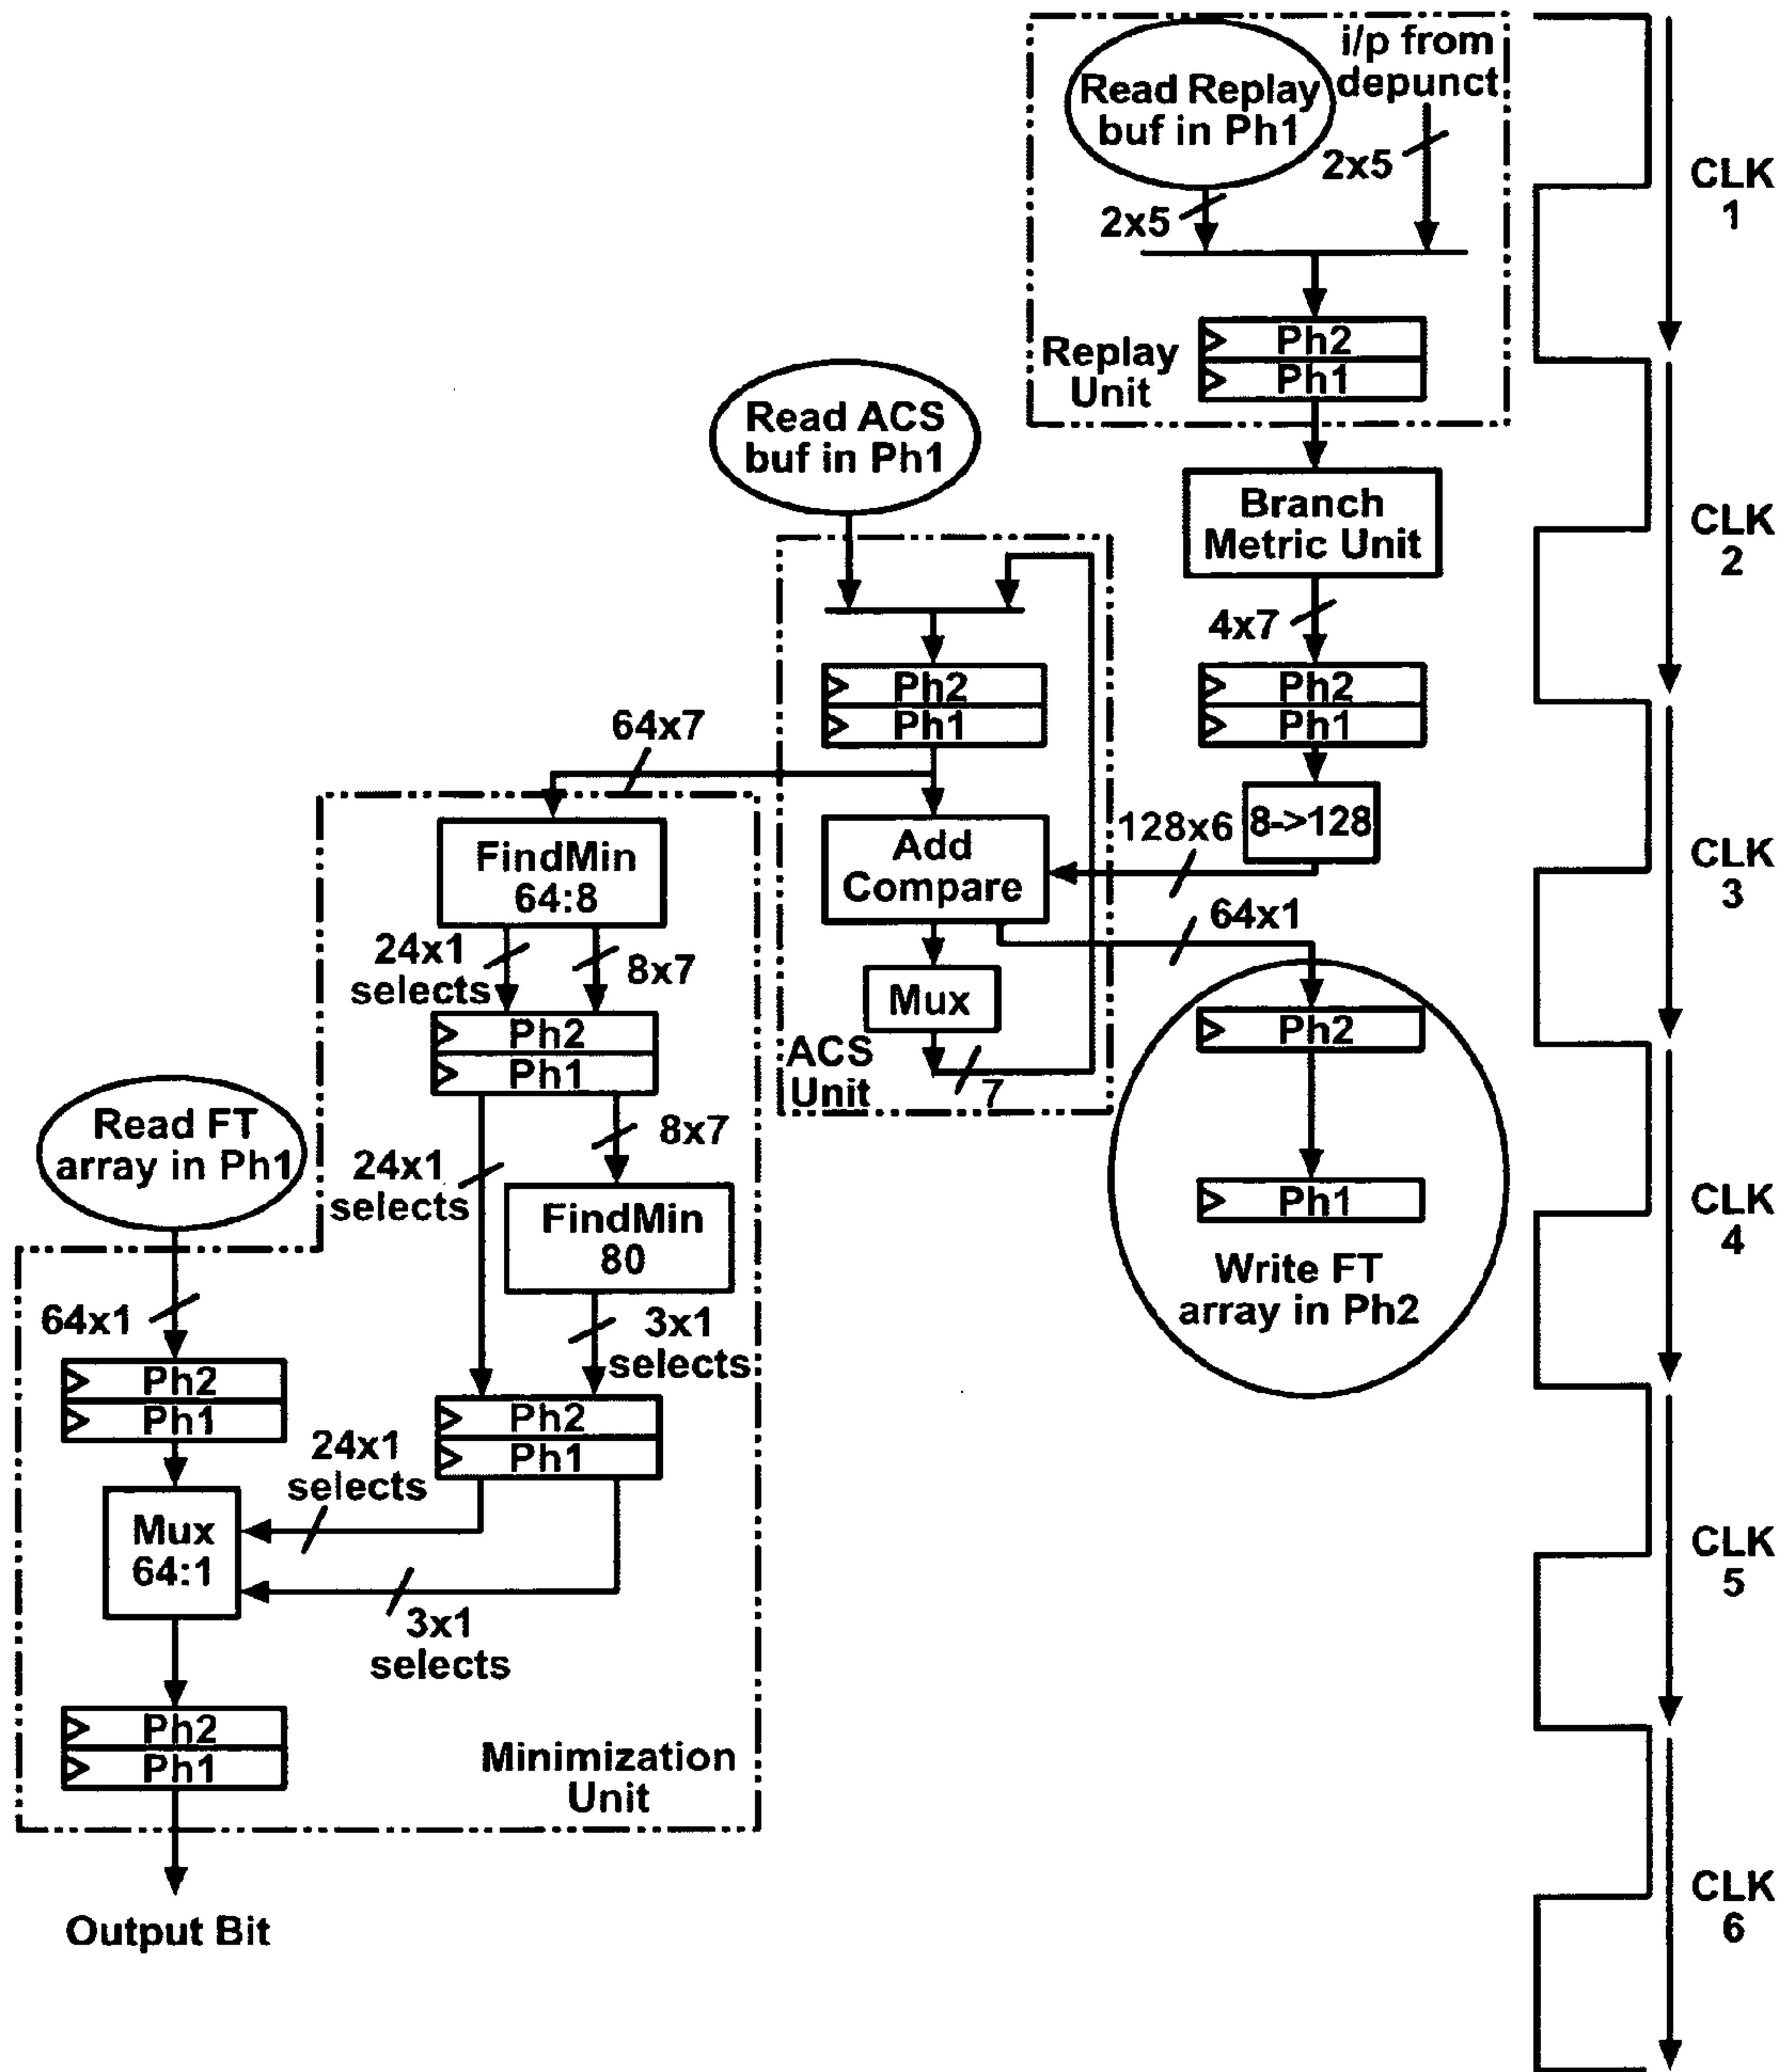 i/p from
depunct
Read Replay
buf in Ph1
2x5
2x5
CLK
1
Ph2
Ph1
Replay
Unit
Read ACS
buf in Ph1
Branch
Metric Unit
CLK
2
4x7
Ph2
Ph1
Ph2
Ph1
64x7
8->128
128x6
Add
Compare
FindMin
64:8
CLK
3
64x1
24x1
selects
8x7
Mux
Ph2
Ph1
Ph2
ACS
Unit
7
Read FT
array in Ph1
8x7
24x1
selects
Ph1
CLK
4
FindMin
80
Write FT
array in Ph2
64x1
3x1
selects
Ph2
Ph1
Ph2
Ph1
24x1
selects
Mux
64:1
CLK
5
3x1
selects
Ph2
Ph1
Minimization
Unit
CLK
6
Output Bit